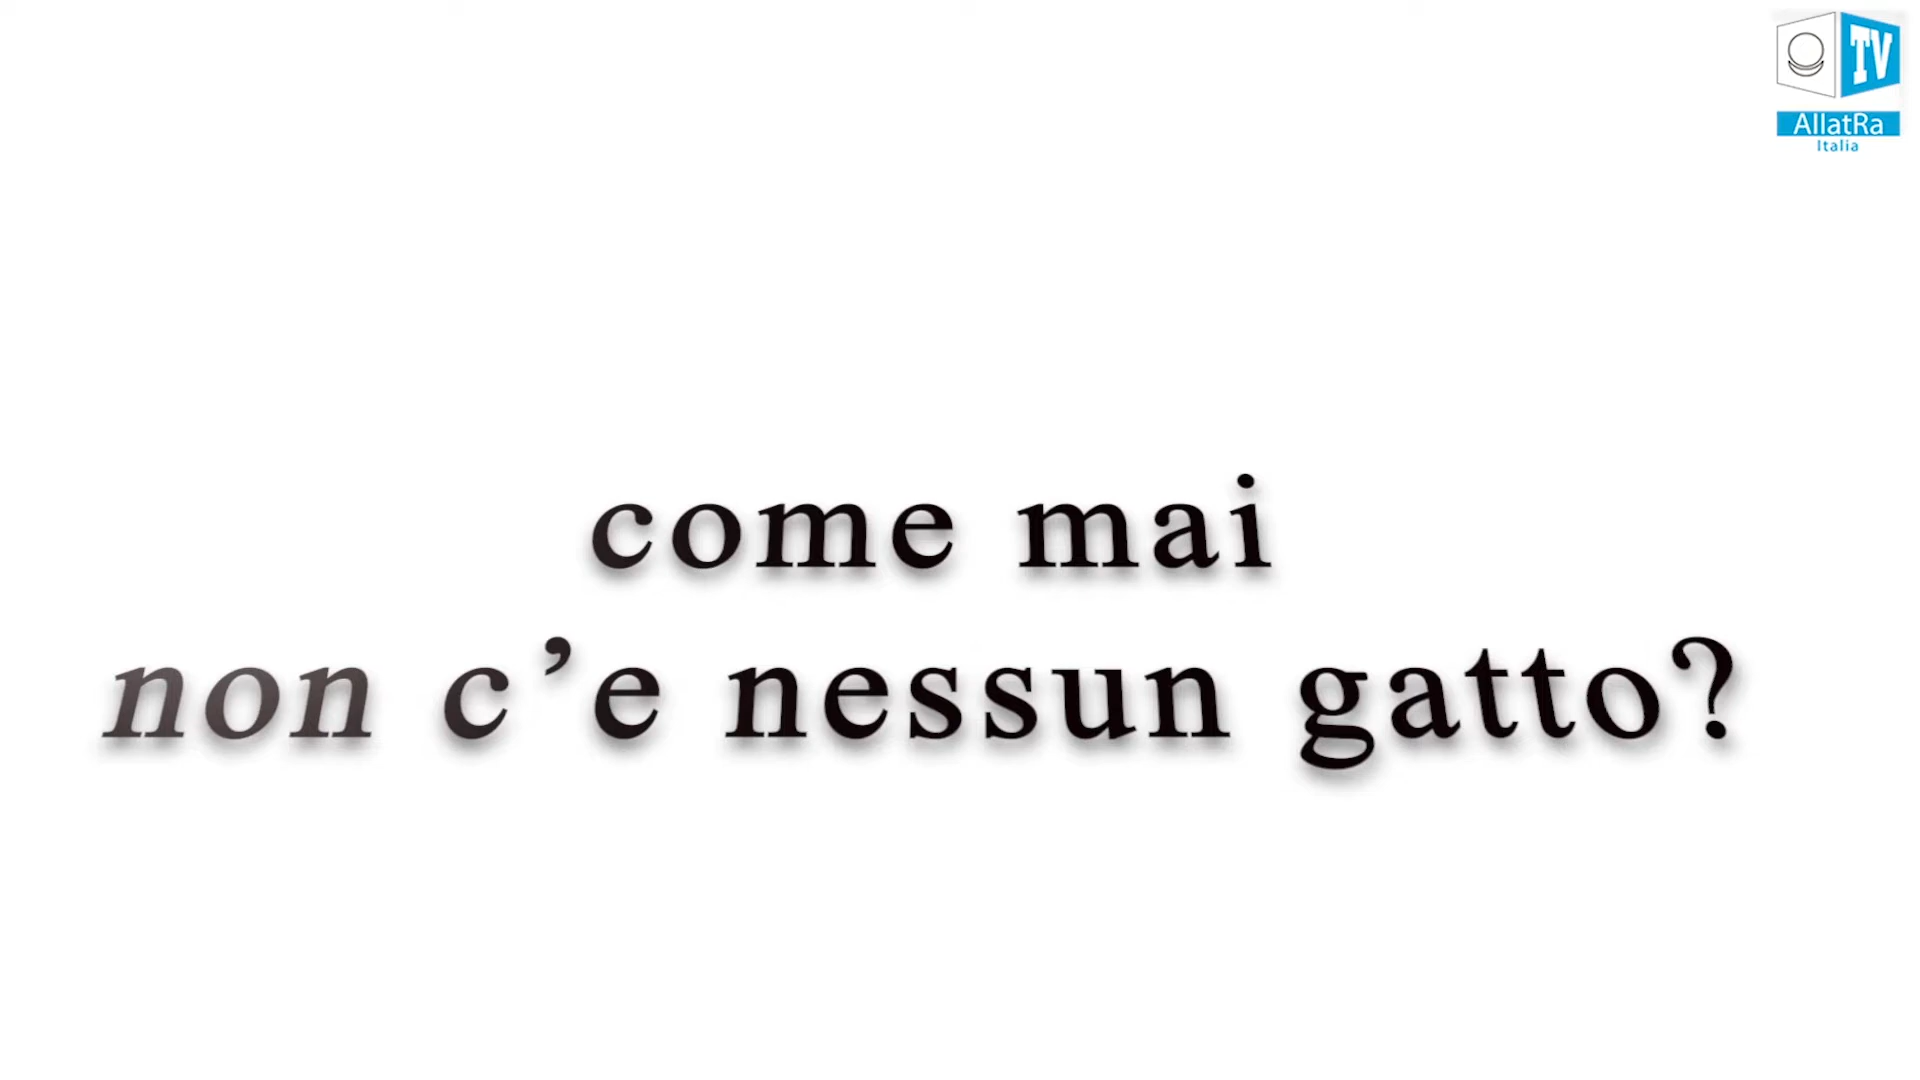 TV
AllatRa
Italia
come mai
non c’e nessun gatto?